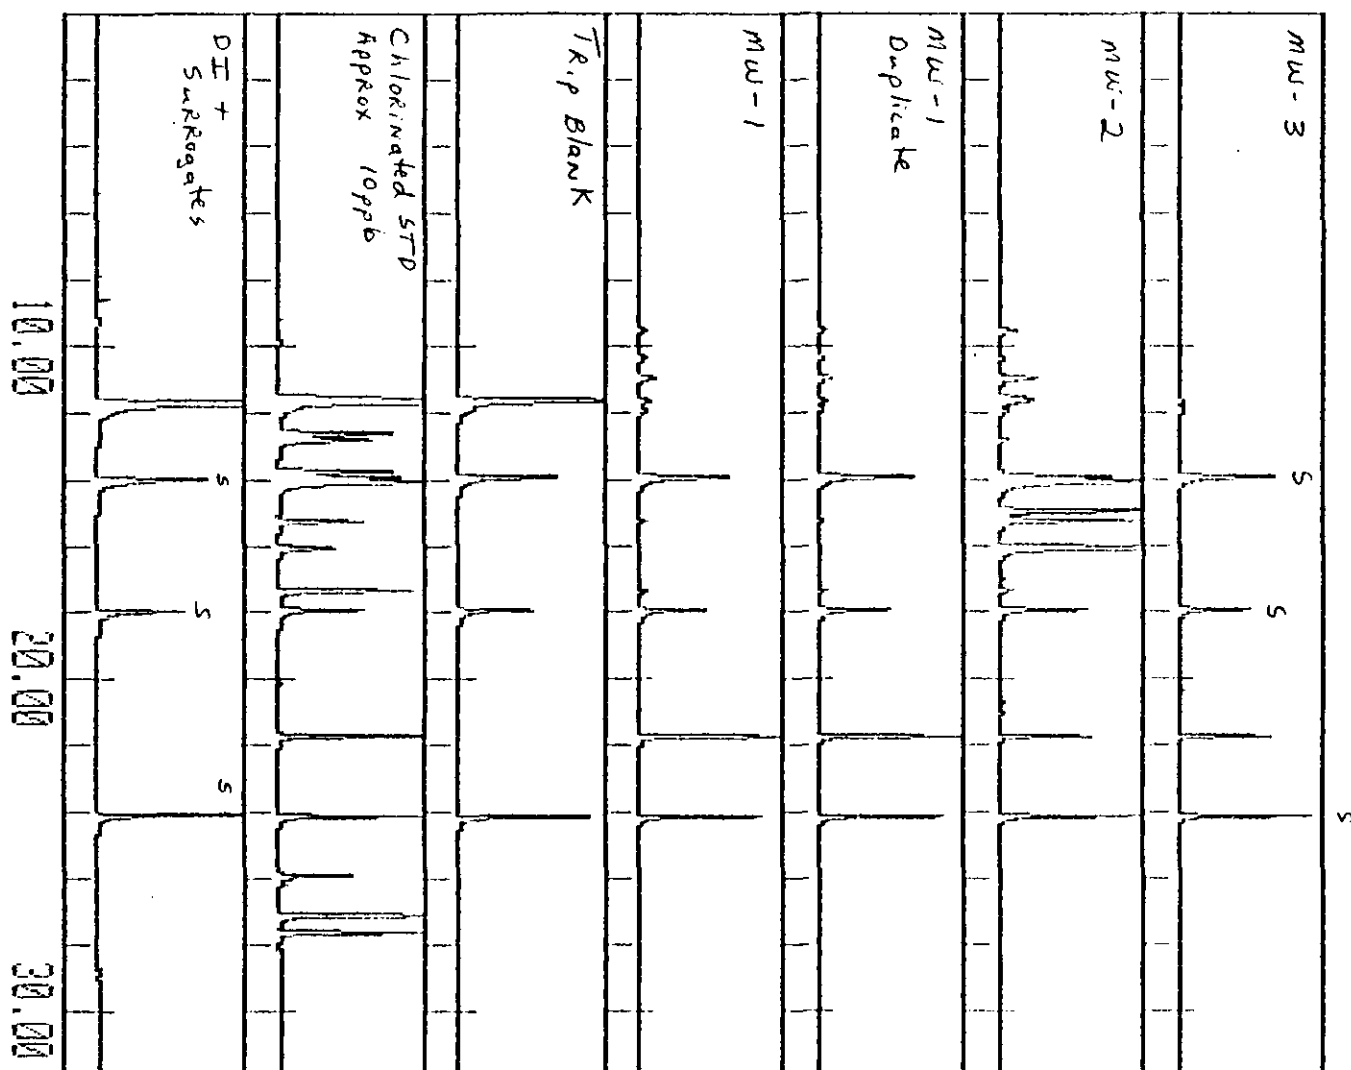 MW-3
S
S
S
MW-2
MW-1
Duplicate
MW-1
TRip Blank
Chlorinated STD
Approx 10ppb
DI +
SuRRogates
S
S
S
10.00
20.00
30.00